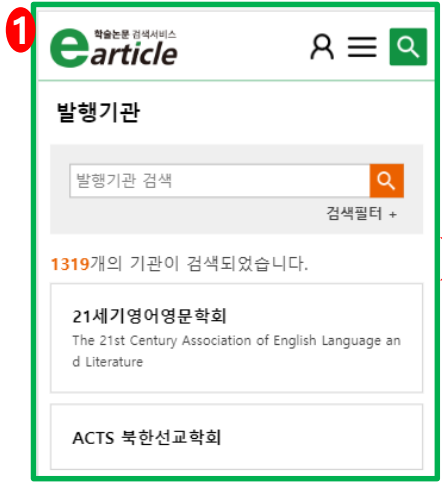 1
학술논문 검색서비스
earticle
발행기관
발행기관 검색
검색필터 +
1319개의 기관이 검색되었습니다.
21세기영어영문학회
The 21st Century Association of English Language an
d Literature
ACTS 북한선교학회